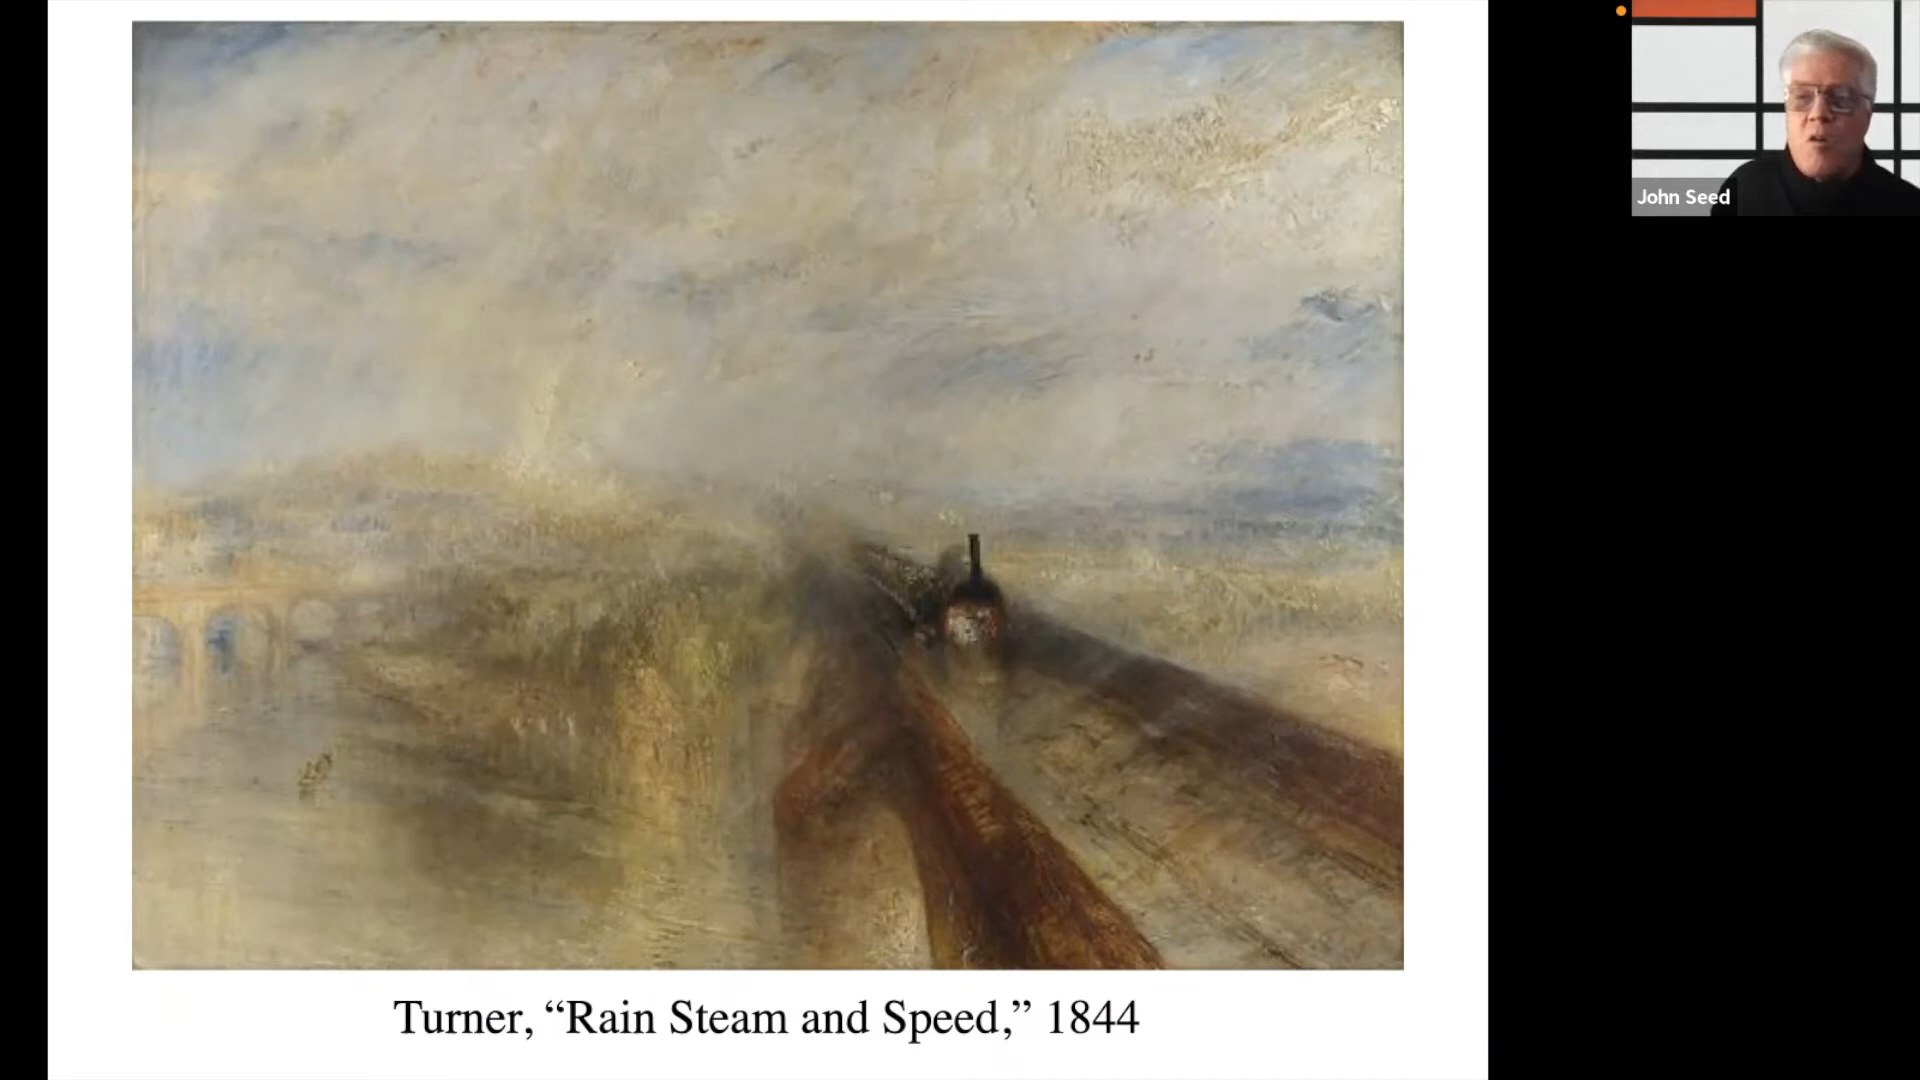 John Seed
Turner, “Rain Steam and Speed,” 1844